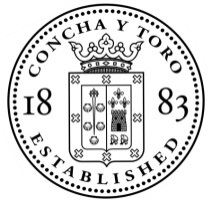 CONCHA Y TORO
18 83
ESTABLISHED